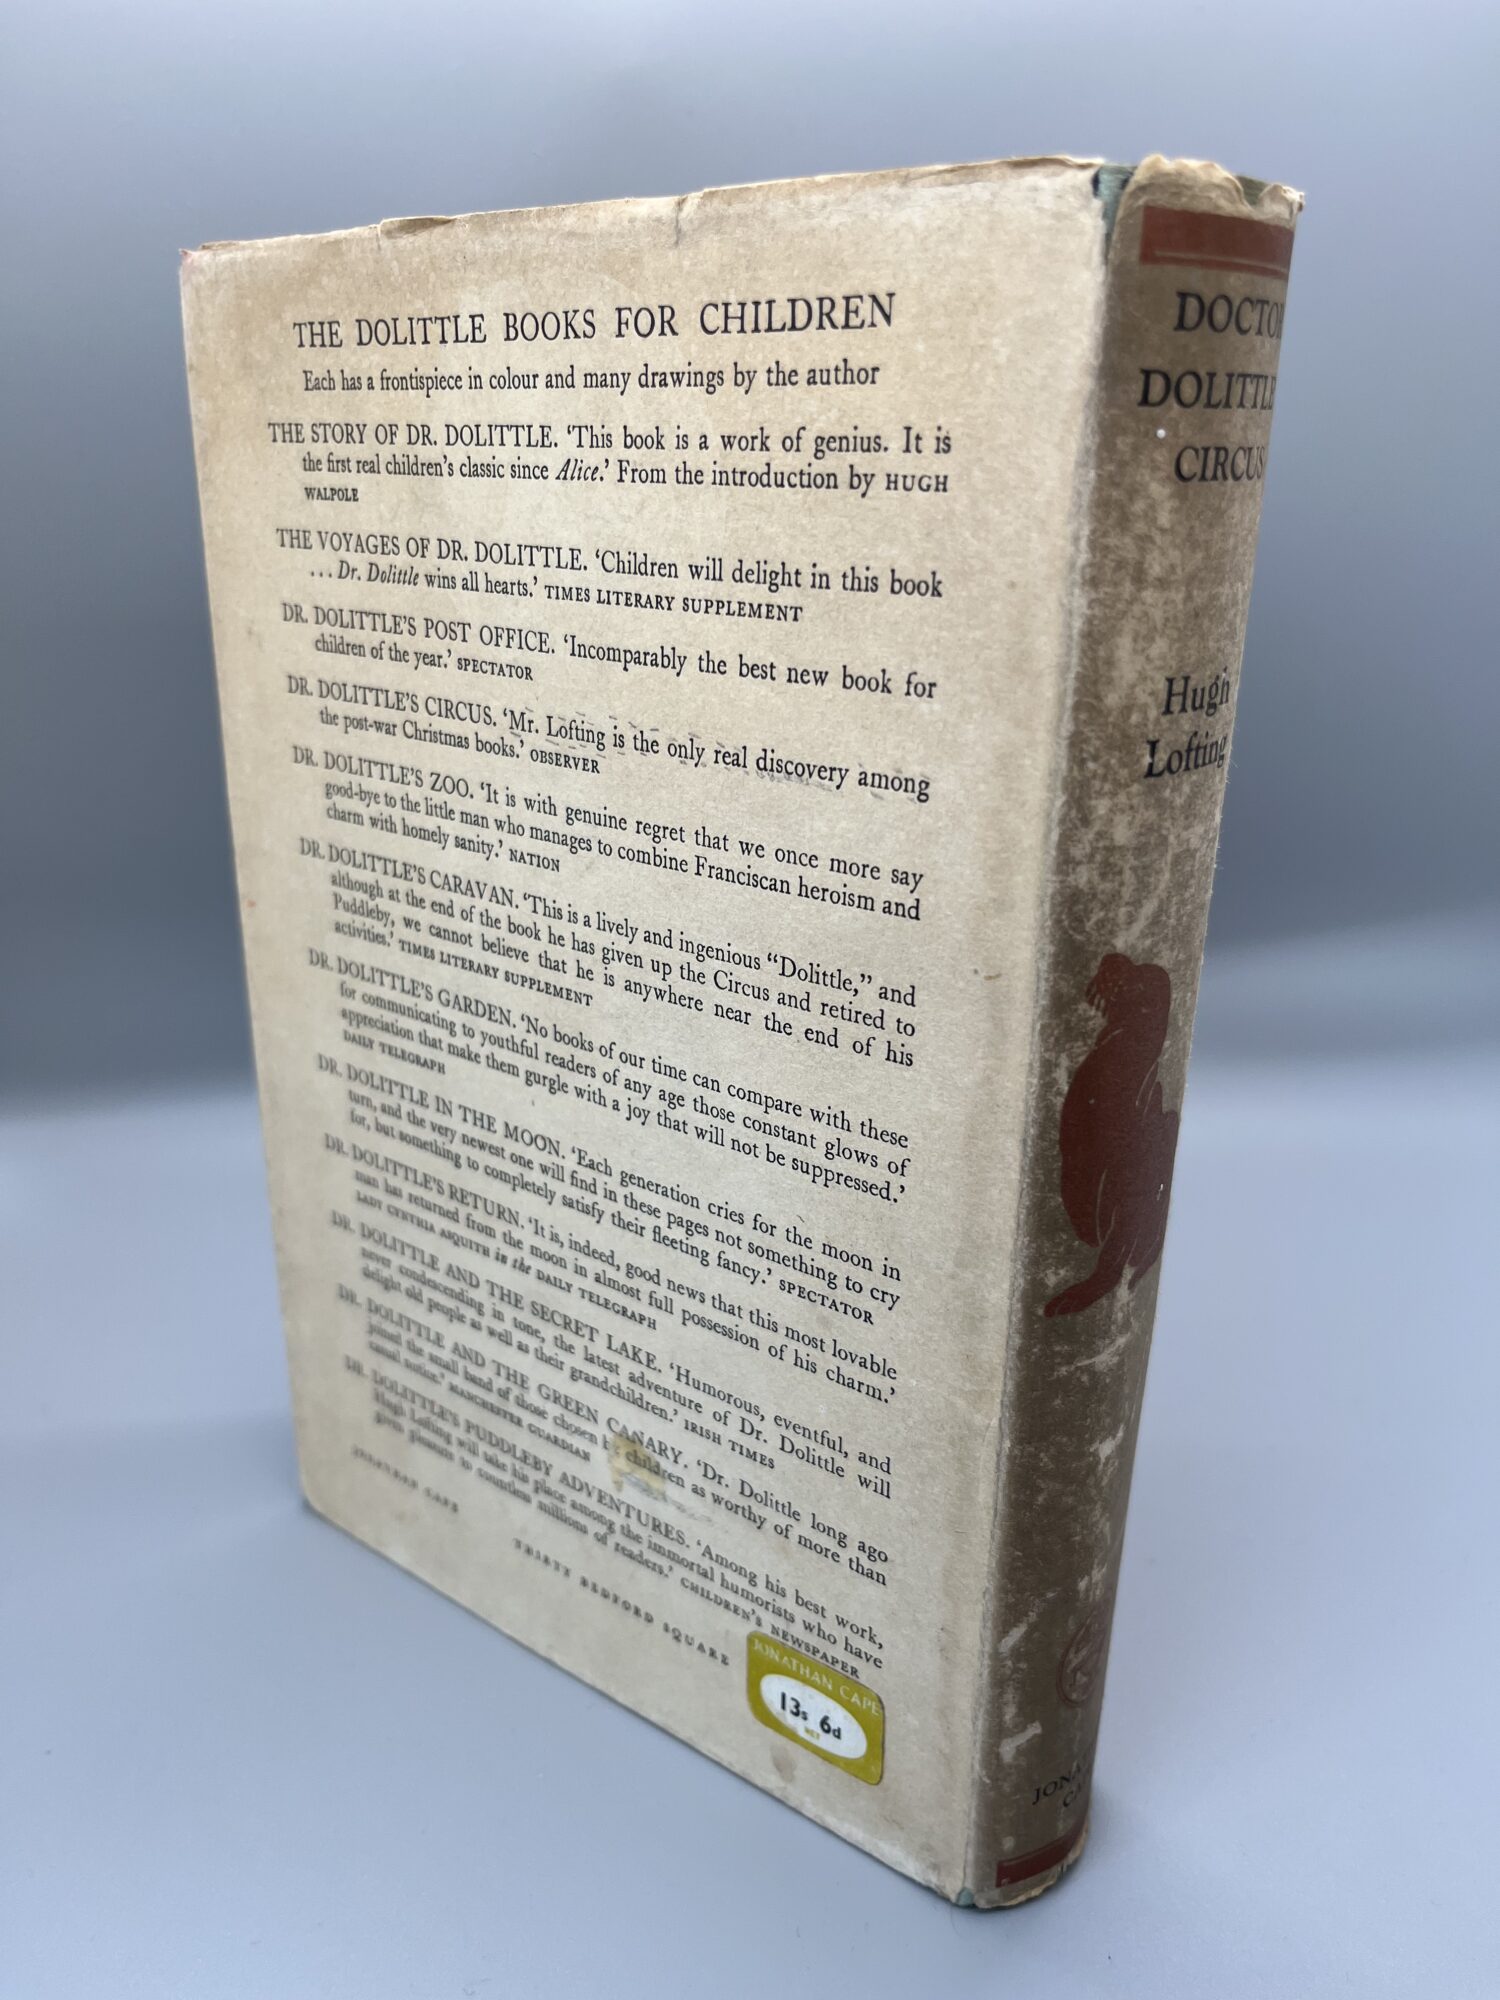 THE DOLITTLE BOOKS FOR CHILDREN
Each has a frontispiece in colour and many drawings by the author
THE STORY OF DR. DOLITTLE. ‘This book is a work of genius. It is
the first real children's classic since Alice.’ From the introduction by HUGH
WALPOLE
THE VOYAGES OF DR. DOLITTLE. ‘Children will delight in this book
... Dr. Dolittle wins all hearts.’ TIMES LITERARY SUPPLEMENT
DR. DOLITTLE'S POST OFFICE. ‘Incomparably the best new book for
children of the year.’ SPECTATOR
DR. DOLITTLE'S CIRCUS. ‘Mr. Lofting is the only real discovery among
the post-war Christmas books.’ OBSERVER
DR. DOLITTLE'S ZOO. ‘It is with genuine regret that we once more say
good-bye to the little man who manages to combine Franciscan heroism and
charm with homely sanity.’ NATION
DR. DOLITTLE'S CARAVAN. ‘This is a lively and ingenious “Dolittle,” and
although at the end of the book he has given up the Circus and retired to
Puddleby, we cannot believe that he is anywhere near the end of his
activities.’ TIMES LITERARY SUPPLEMENT
DR. DOLITTLE'S GARDEN. ‘No books of our time can compare with these
for communicating to youthful readers of any age those constant glows of
appreciation that make them gurgle with a joy that will not be suppressed.’
DAILY TELEGRAPH
DR. DOLITTLE IN THE MOON. ‘Each generation cries for the moon in
turn, and the very newest one will find in these pages not something to cry
for, but something to completely satisfy their fleeting fancy.’ SPECTATOR
DR. DOLITTLE'S RETURN. ‘It is, indeed, good news that this most lovable
man has returned from the moon in almost full possession of his charm.’
LADY CYNTHIA ASQUITH in the DAILY TELEGRAPH
DR. DOLITTLE AND THE SECRET LAKE. ‘Humorous, eventful, and
never condescending in tone, the latest adventure of Dr. Dolittle will
delight old people as well as their grandchildren.’ IRISH TIMES
DR. DOLITTLE AND THE GREEN CANARY. ‘Dr. Dolittle long ago
joined the small band of those chosen by children as worthy of more than
casual notice.’ MANCHESTER GUARDIAN
DR. DOLITTLE'S PUDDLEBY ADVENTURES. ‘Among his best work,
Hugh Lofting will take his place among the immortal humorists who have
given pleasure to countless millions of readers.’ CHILDREN'S NEWSPAPER
JONATHAN CAPE THIRTY BEDFORD SQUARE
JONATHAN CAPE
13s 6d
NET
DOCTO
DOLITTLE
CIRCUS
Hugh
Lofting
JONA
CA